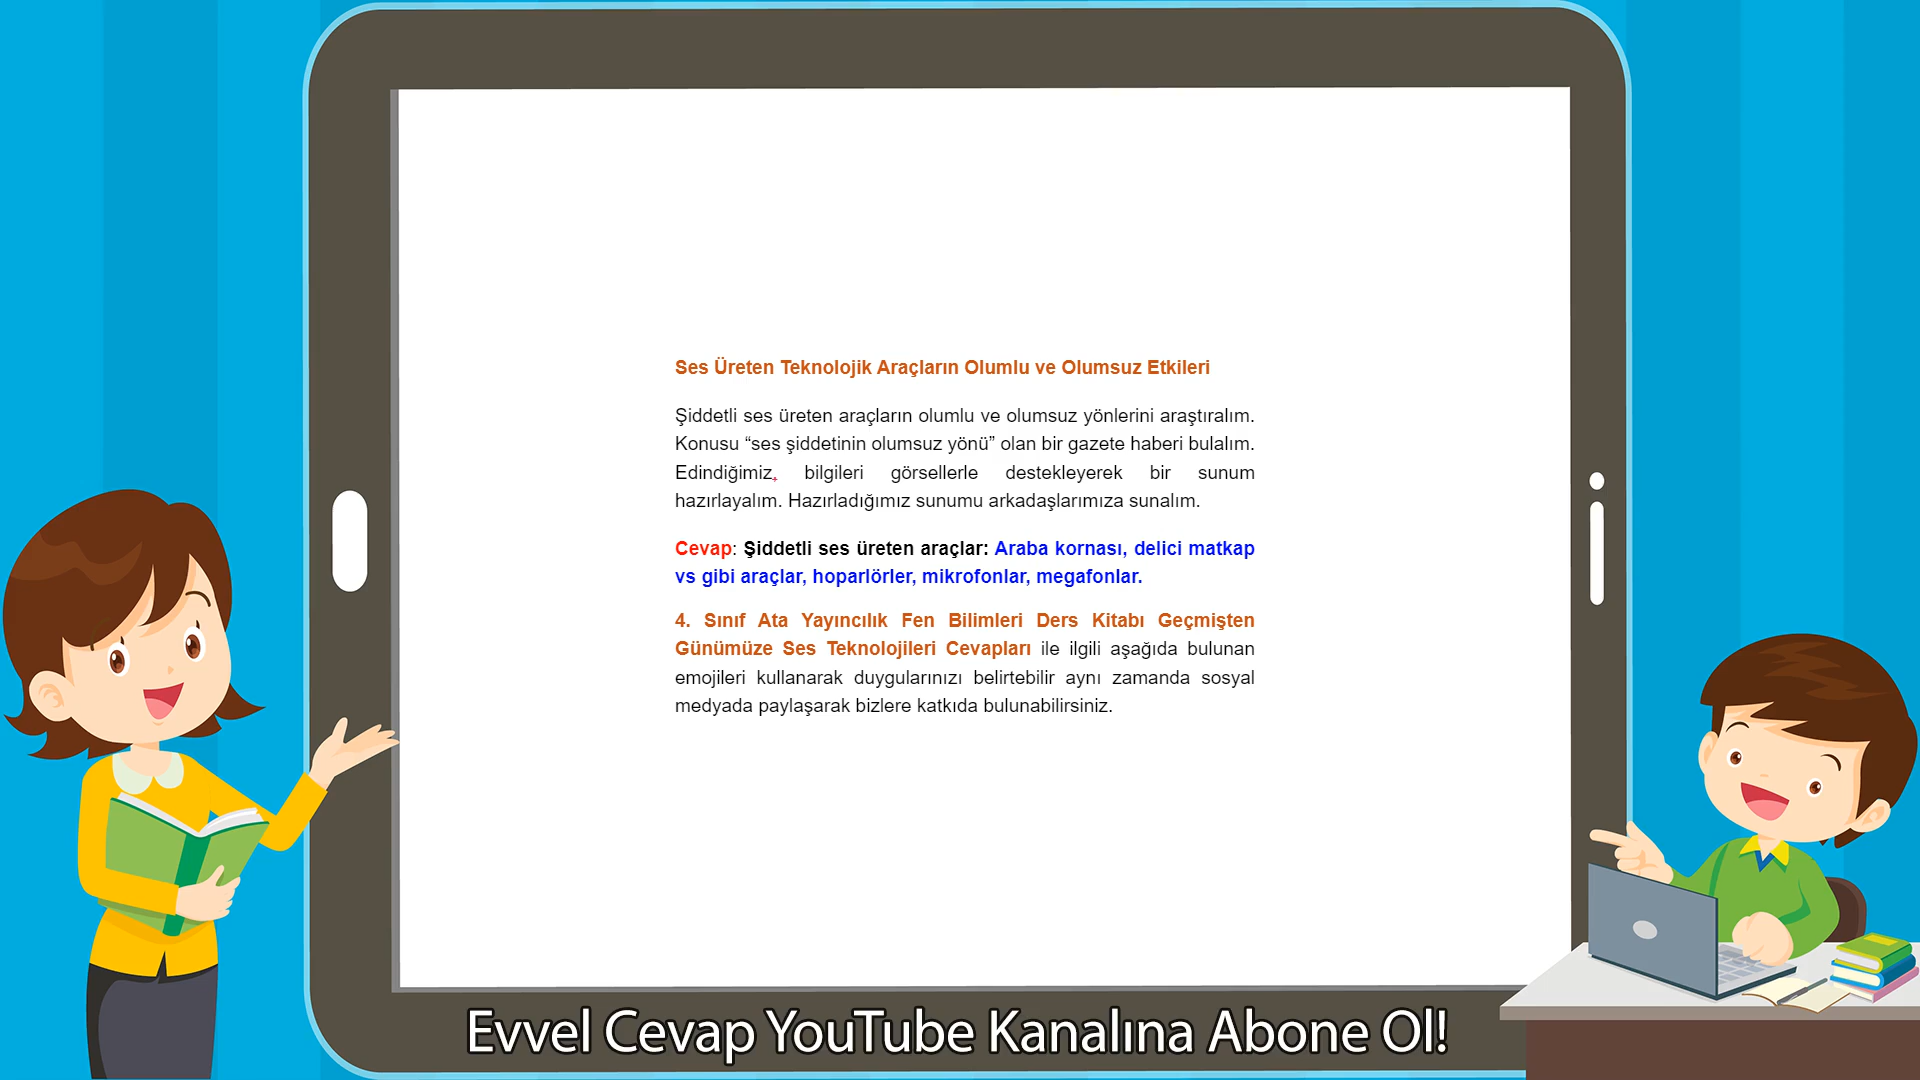 Ses Üreten Teknolojik Araçların Olumlu ve Olumsuz Etkileri
Şiddetli ses üreten araçların olumlu ve olumsuz yönlerini araştıralım.
Konusu “ses şiddetinin olumsuz yönü” olan bir gazete haberi bulalım.
Edindiğimiz bilgileri görsellerle destekleyerek bir sunum
hazırlayalım. Hazırladığımız sunumu arkadaşlarımıza sunalım.
Cevap: Şiddetli ses üreten araçlar: Araba kornası, delici matkap
vs gibi araçlar, hoparlörler, mikrofonlar, megafonlar.
4. Sınıf Ata Yayıncılık Fen Bilimleri Ders Kitabı Geçmişten
Günümüze Ses Teknolojileri Cevapları ile ilgili aşağıda bulunan
emojileri kullanarak duygularınızı belirtebilir aynı zamanda sosyal
medyada paylaşarak bizlere katkıda bulunabilirsiniz.
Evvel Cevap YouTube Kanalına Abone Ol!